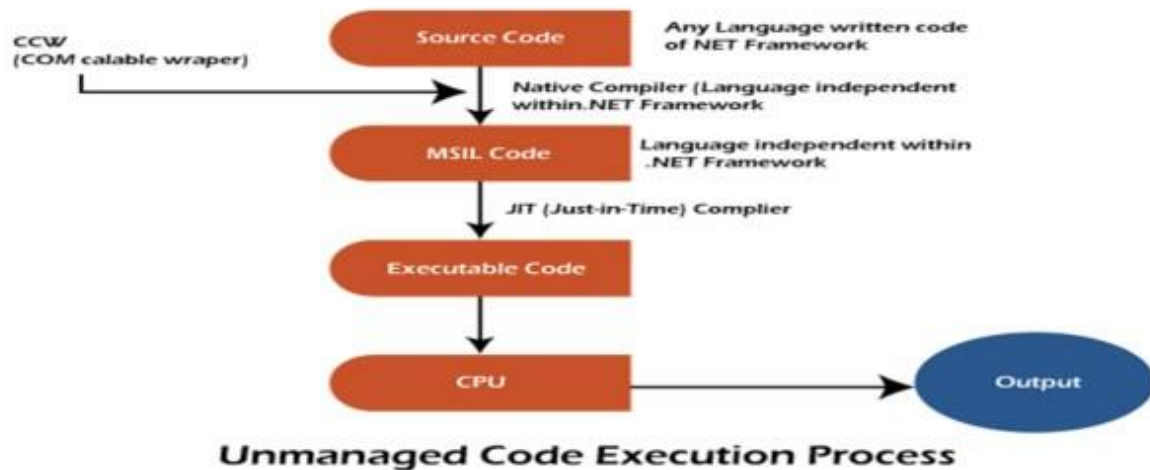 Source Code
Any Language written code
of NET Framework
CCW
(COM calable wraper)
Native Compiler (Language independent
within.NET Framework
MSIL Code
Language independent within
.NET Framework
JIT (Just-in-Time) Complier
Executable Code
CPU
Output
Unmanaged Code Execution Process